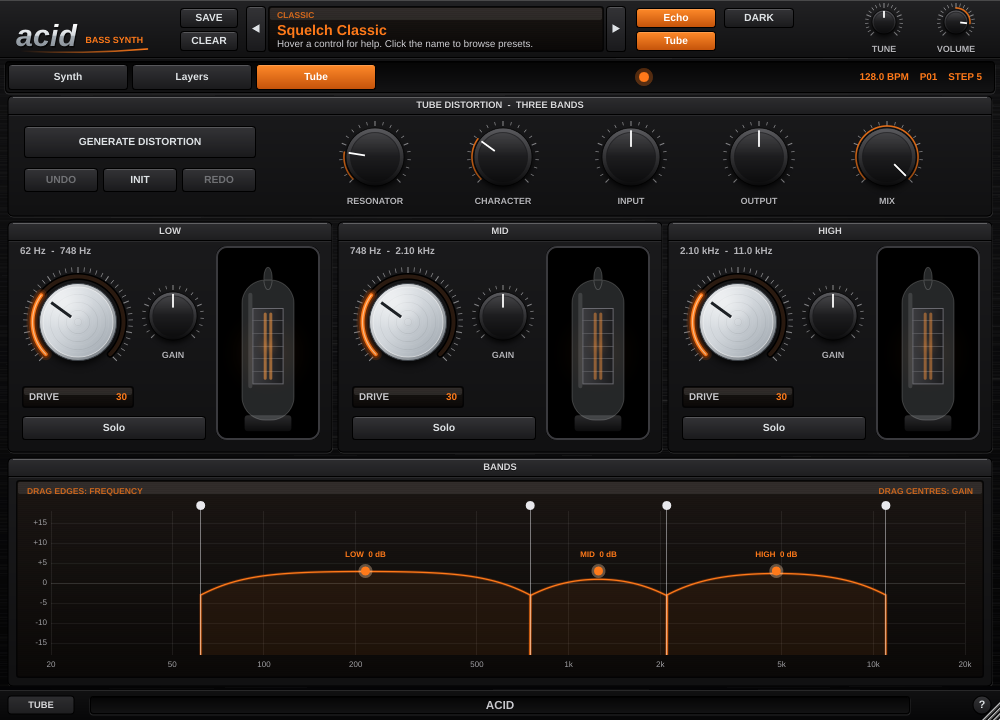 acid BASS SYNTH
SAVE
CLEAR
CLASSIC
Squelch Classic
Hover a control for help. Click the name to browse presets.
Echo
Tube
DARK
TUNE
VOLUME
Synth
Layers
Tube
128.0 BPM P01 STEP 5
TUBE DISTORTION - THREE BANDS
GENERATE DISTORTION
UNDO
INIT
REDO
RESONATOR
CHARACTER
INPUT
OUTPUT
MIX
LOW
62 Hz - 748 Hz
GAIN
DRIVE 30
Solo
MID
748 Hz - 2.10 kHz
GAIN
DRIVE 30
Solo
HIGH
2.10 kHz - 11.0 kHz
GAIN
DRIVE 30
Solo
BANDS
DRAG EDGES: FREQUENCY
DRAG CENTRES: GAIN
+15
+10
+5
0
-5
-10
-15
LOW 0 dB
MID 0 dB
HIGH 0 dB
20 50 100 200 500 1k 2k 5k 10k 20k
TUBE
ACID
?